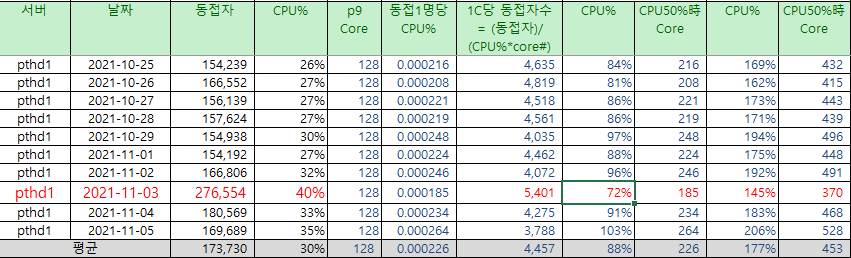 서버 날짜 동접자 CPU% p9 Core 동접1명당 CPU% 1C당 동접자수 = (동접자)/ (CPU%*core#) CPU% CPU50%時 Core CPU% CPU50%時 Core
pthd1 2021-10-25 154,239 26% 128 0.000216 4,635 84% 216 169% 432
pthd1 2021-10-26 166,552 27% 128 0.000208 4,819 81% 208 162% 415
pthd1 2021-10-27 156,139 27% 128 0.000221 4,518 86% 221 173% 443
pthd1 2021-10-28 157,624 27% 128 0.000219 4,561 86% 219 171% 439
pthd1 2021-10-29 154,938 30% 128 0.000248 4,035 97% 248 194% 496
pthd1 2021-11-01 154,192 27% 128 0.000224 4,462 88% 224 175% 448
pthd1 2021-11-02 166,806 32% 128 0.000246 4,072 96% 246 192% 491
pthd1 2021-11-03 276,554 40% 128 0.000185 5,401 72% 185 145% 370
pthd1 2021-11-04 180,569 33% 128 0.000234 4,275 91% 234 183% 468
pthd1 2021-11-05 169,689 35% 128 0.000264 3,788 103% 264 206% 528
평균 173,730 30% 128 0.000226 4,457 88% 226 177% 453